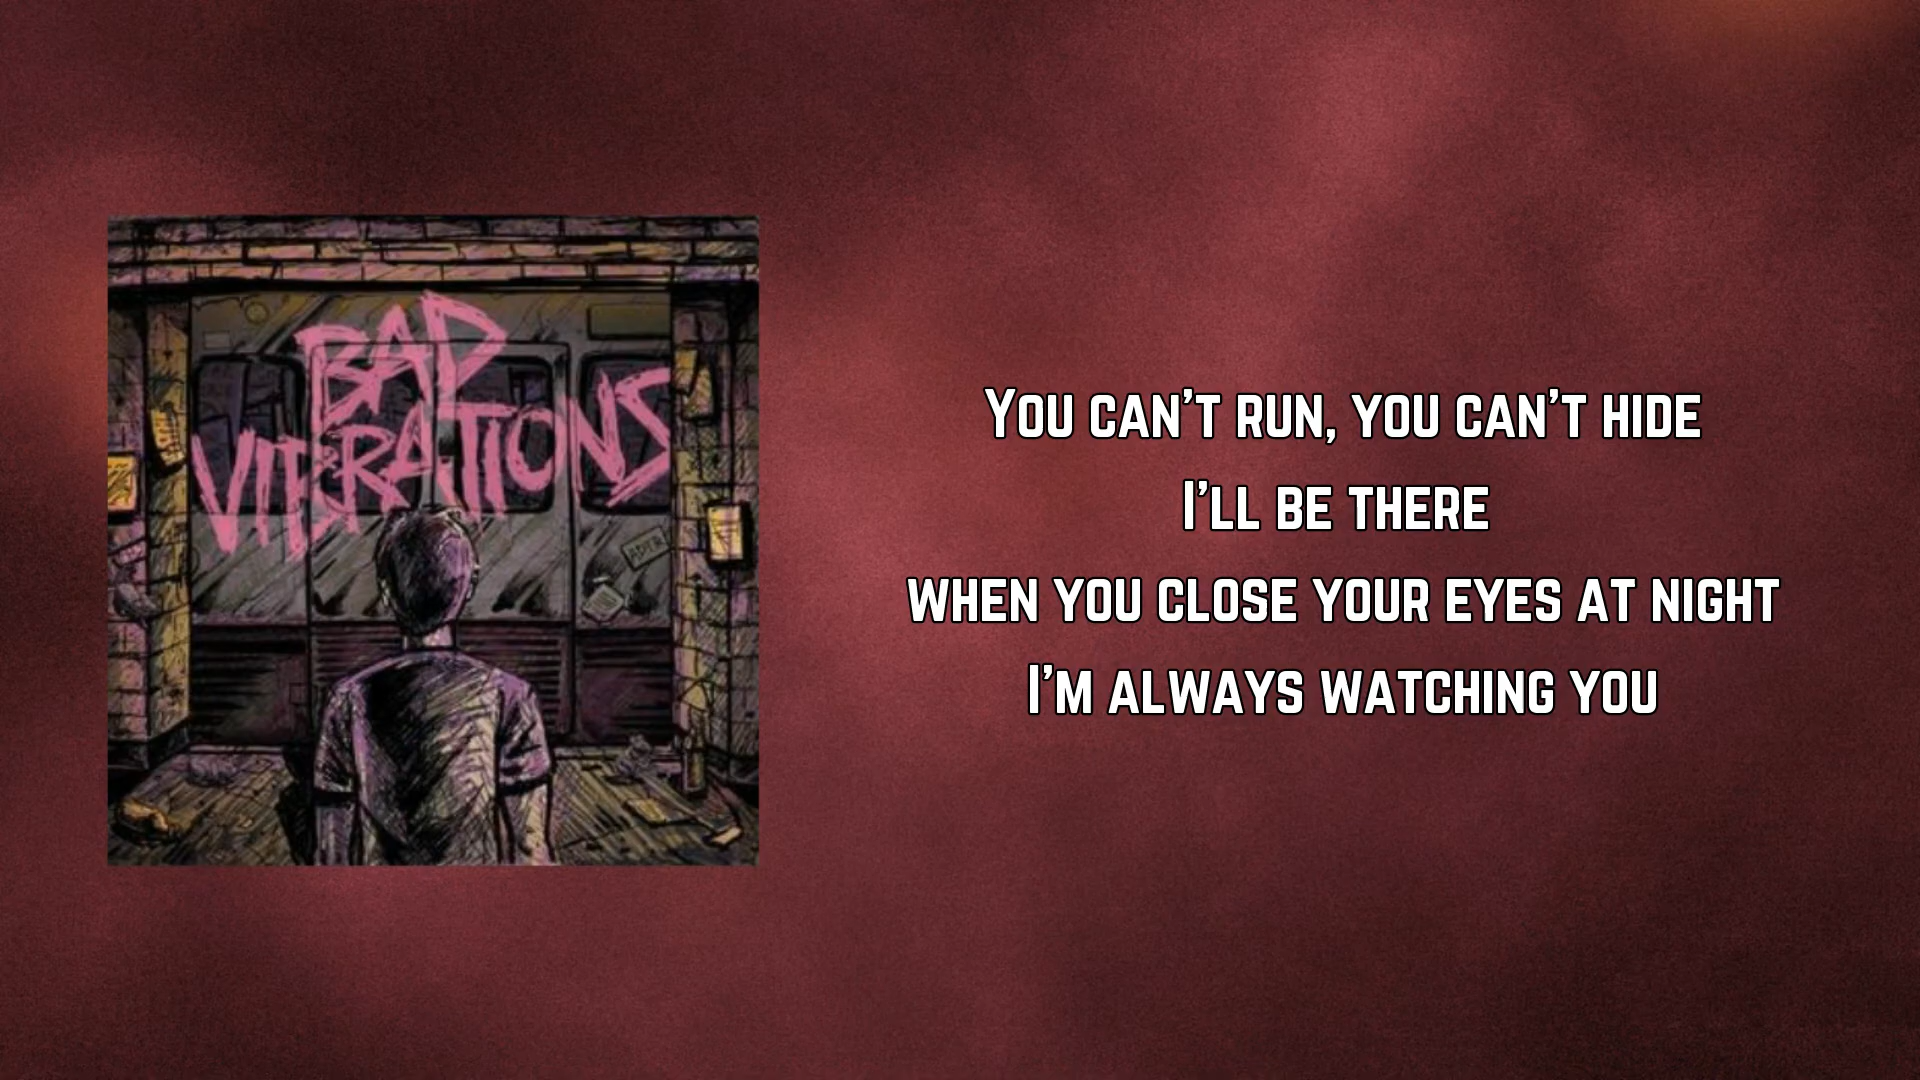 BAD
VIBRATIONS
ADTR
You can't run, you can't hide
I'll be there
when you close your eyes at night
I'm always watching you